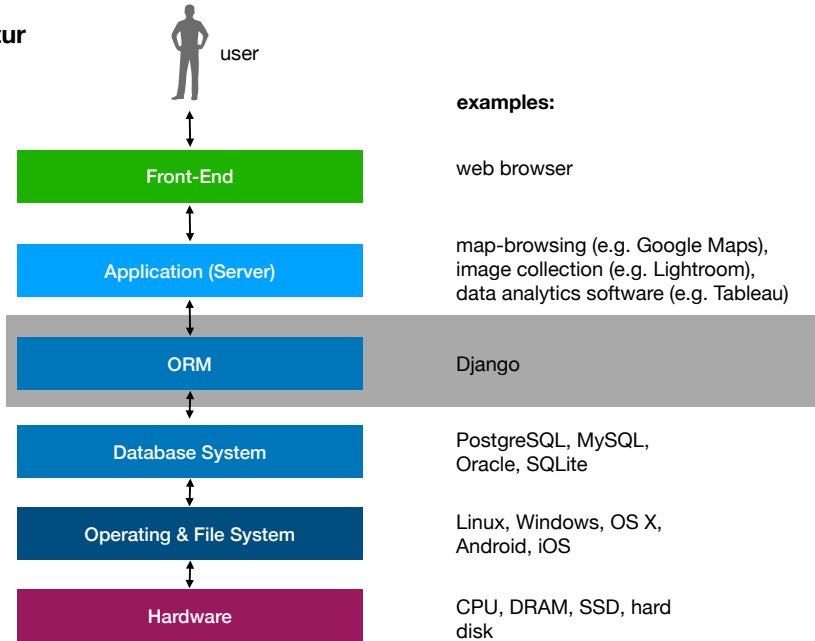 user
examples:
Front-End
web browser
Application (Server)
map-browsing (e.g. Google Maps),
image collection (e.g. Lightroom),
data analytics software (e.g. Tableau)
ORM
Django
Database System
PostgreSQL, MySQL,
Oracle, SQLite
Operating & File System
Linux, Windows, OS X,
Android, iOS
Hardware
CPU, DRAM, SSD, hard
disk